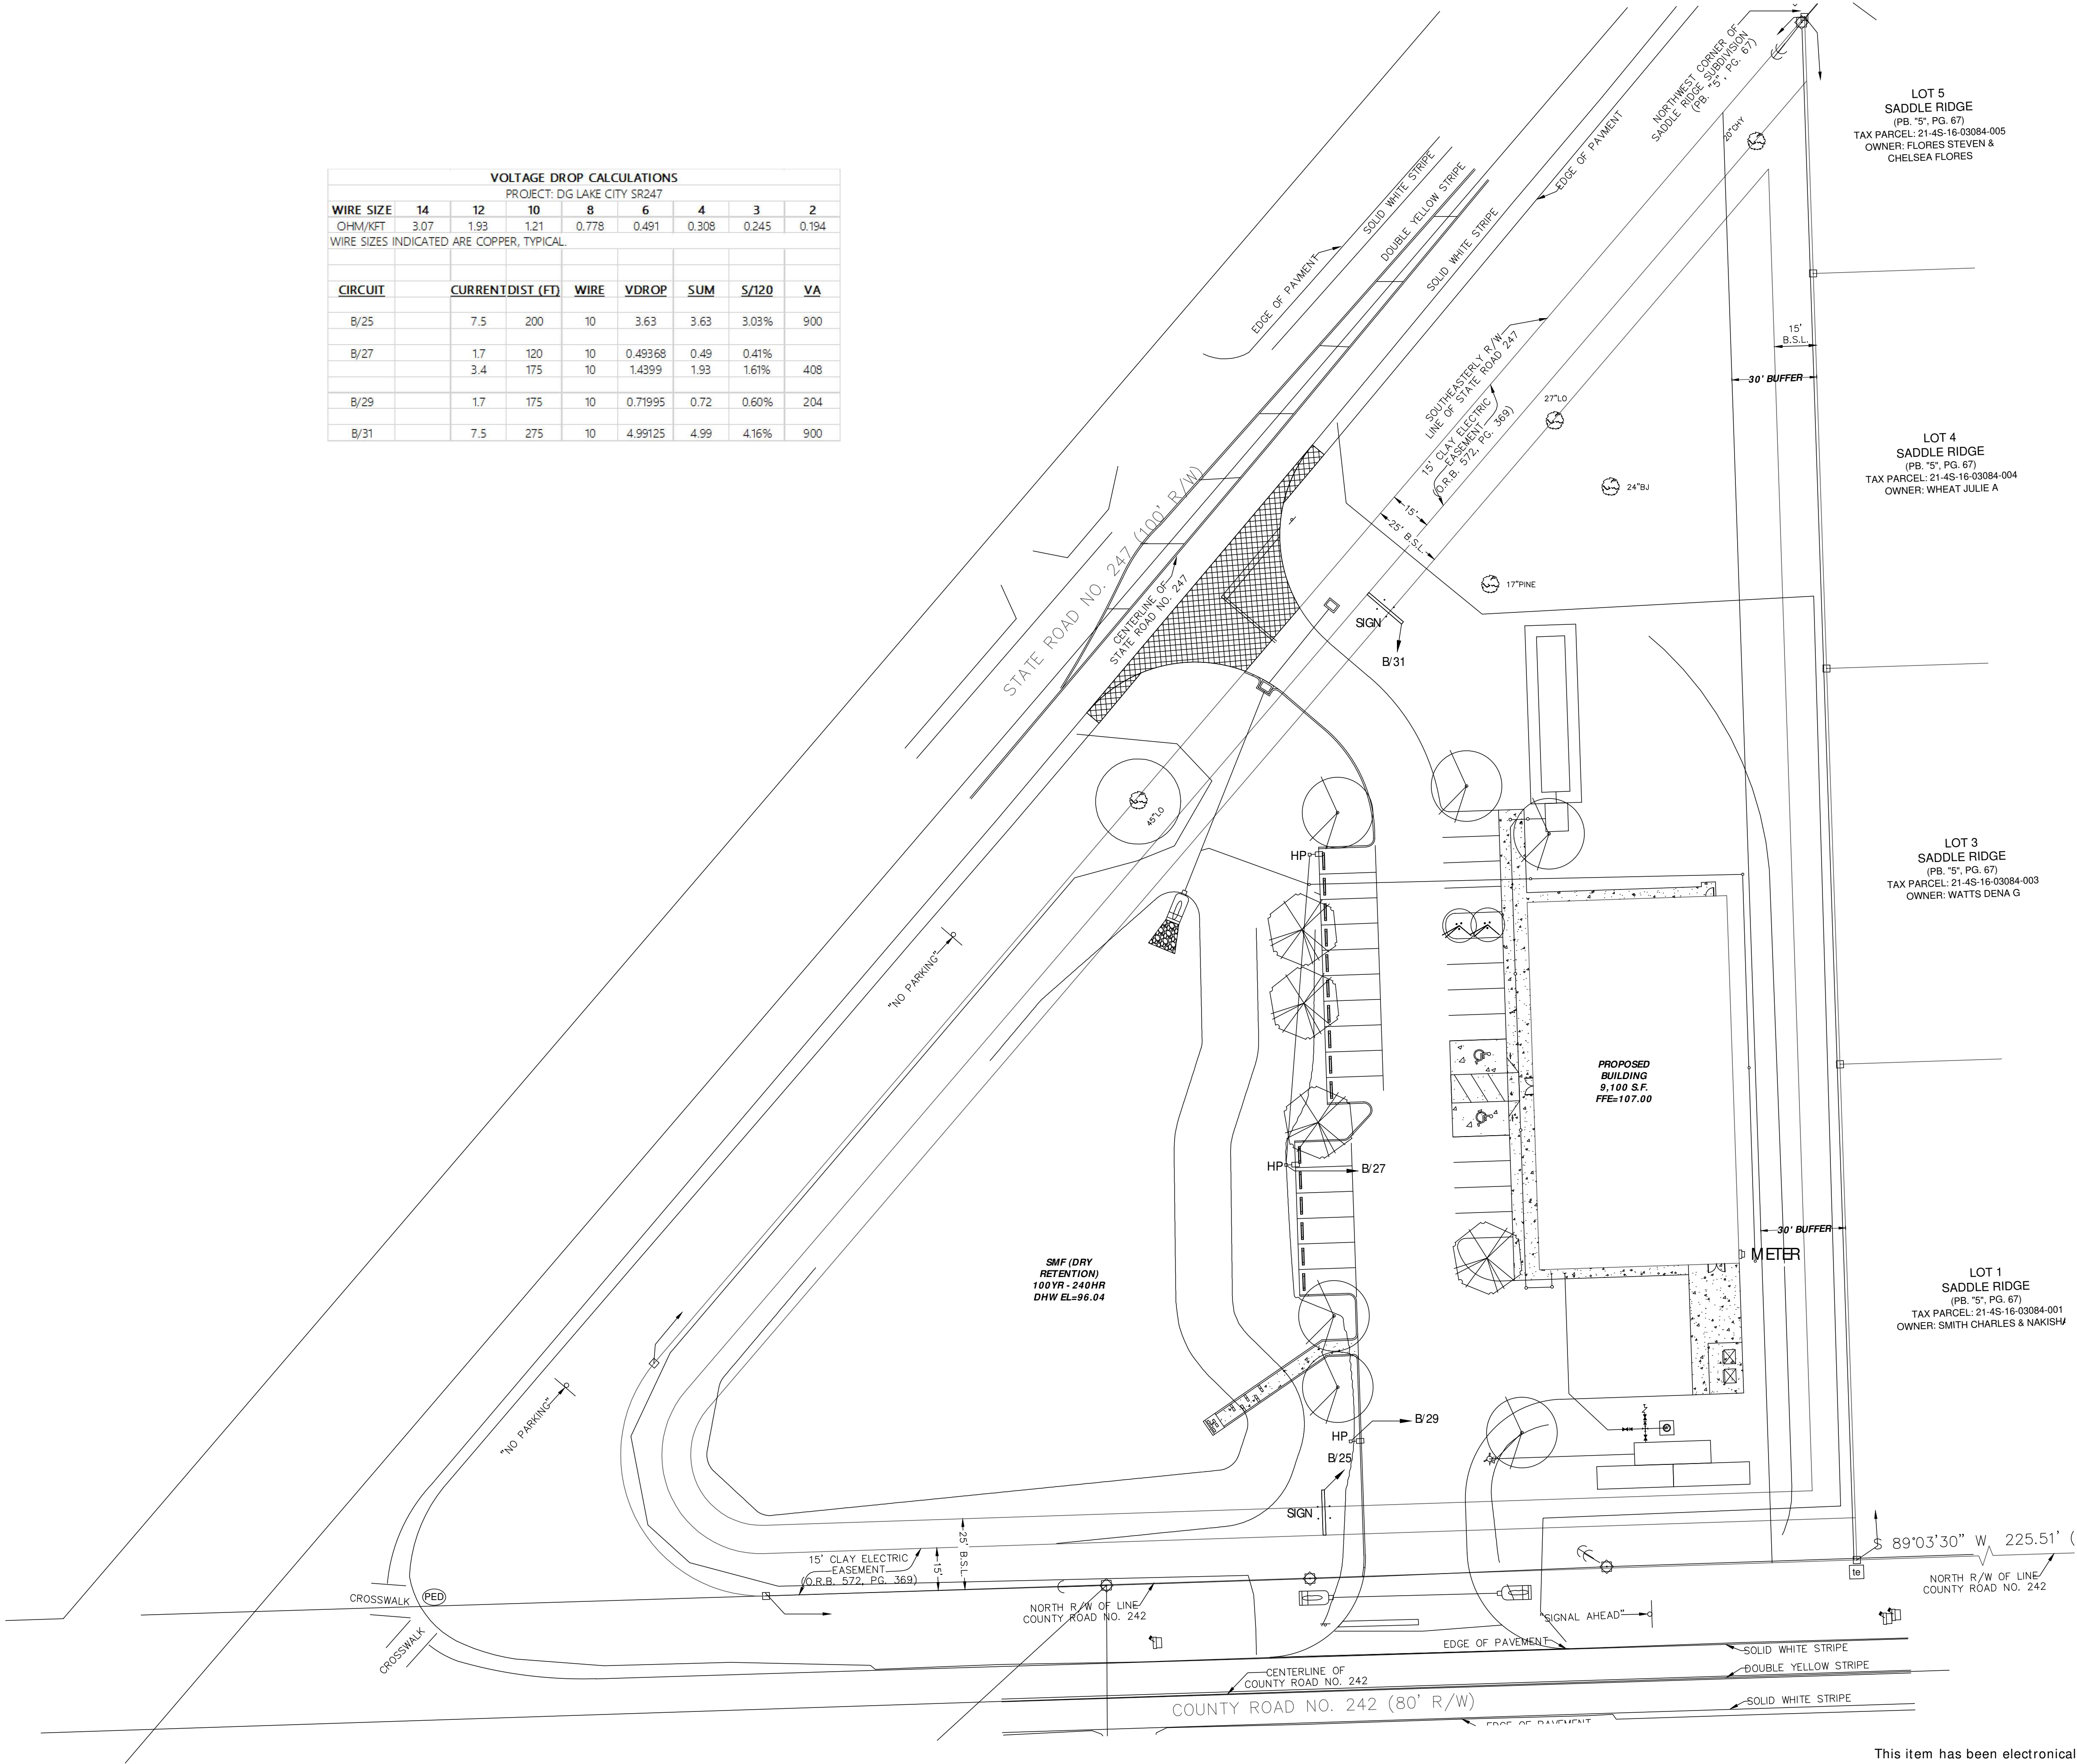 VOLTAGE DROP CALCULATIONS
PROJECT: DG LAKE CITY SR247
WIRE SIZE 14 12 10 8 6 4 3 2
OHM/KFT 3.07 1.93 1.21 0.778 0.491 0.308 0.245 0.194
WIRE SIZES INDICATED ARE COPPER, TYPICAL.
CIRCUIT CURRENT DIST (FT) WIRE VDROP SUM S/120 VA
B/25 7.5 200 10 3.63 3.63 3.03% 900
B/27 1.7 120 10 0.49368 0.49 0.41%
3.4 175 10 1.4399 1.93 1.61% 408
B/29 1.7 175 10 0.71995 0.72 0.60% 204
B/31 7.5 275 10 4.99125 4.99 4.16% 900
NORTHWEST CORNER OF
SADDLE RIDGE SUBDIVISION
(PB. "5", PG. 67)
20"CHY
LOT 5
SADDLE RIDGE
(PB. "5", PG. 67)
TAX PARCEL: 21-4S-16-03084-005
OWNER: FLORES STEVEN &
CHELSEA FLORES
EDGE OF PAVMENT
SOLID WHITE STRIPE
DOUBLE YELLOW STRIPE
SOLID WHITE STRIPE
EDGE OF PAVMENT
15'
B.S.L.
30' BUFFER
SOUTHEASTERLY R/W
LINE OF STATE ROAD 247
15' CLAY ELECTRIC
EASEMENT
(O.R.B. 572, PG. 369)
27"LO
24"BJ
17"PINE
15'
25' B.S.L.
LOT 4
SADDLE RIDGE
(PB. "5", PG. 67)
TAX PARCEL: 21-4S-16-03084-004
OWNER: WHEAT JULIE A
STATE ROAD NO. 247 (100' R/W)
CENTERLINE OF
STATE ROAD NO. 247
SIGN
B/31
45"LO
HP
LOT 3
SADDLE RIDGE
(PB. "5", PG. 67)
TAX PARCEL: 21-4S-16-03084-003
OWNER: WATTS DENA G
"NO PARKING"
PROPOSED
BUILDING
9,100 S.F.
FFE=107.00
HP
B/27
30' BUFFER
METER
SMF (DRY
RETENTION)
100YR - 240HR
DHW EL=96.04
LOT 1
SADDLE RIDGE
(PB. "5", PG. 67)
TAX PARCEL: 21-4S-16-03084-001
OWNER: SMITH CHARLES & NAKISHA
"NO PARKING"
B/29
HP
B/25
SIGN
25' B.S.L.
15'
15' CLAY ELECTRIC
EASEMENT
(O.R.B. 572, PG. 369)
S 89°03'30" W 225.51' (
te
NORTH R/W OF LINE
COUNTY ROAD NO. 242
CROSSWALK
PED
NORTH R/W OF LINE
COUNTY ROAD NO. 242
"SIGNAL AHEAD"
CROSSWALK
EDGE OF PAVEMENT
SOLID WHITE STRIPE
CENTERLINE OF
COUNTY ROAD NO. 242
DOUBLE YELLOW STRIPE
COUNTY ROAD NO. 242 (80' R/W)
SOLID WHITE STRIPE
EDGE OF PAVEMENT
This item has been electronical